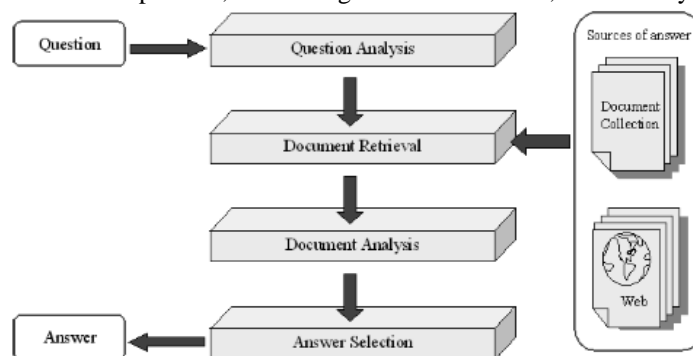 Question
Question Analysis
Sources of answer
Document
Collection
Document Retrieval
Document Analysis
Web
Answer
Answer Selection